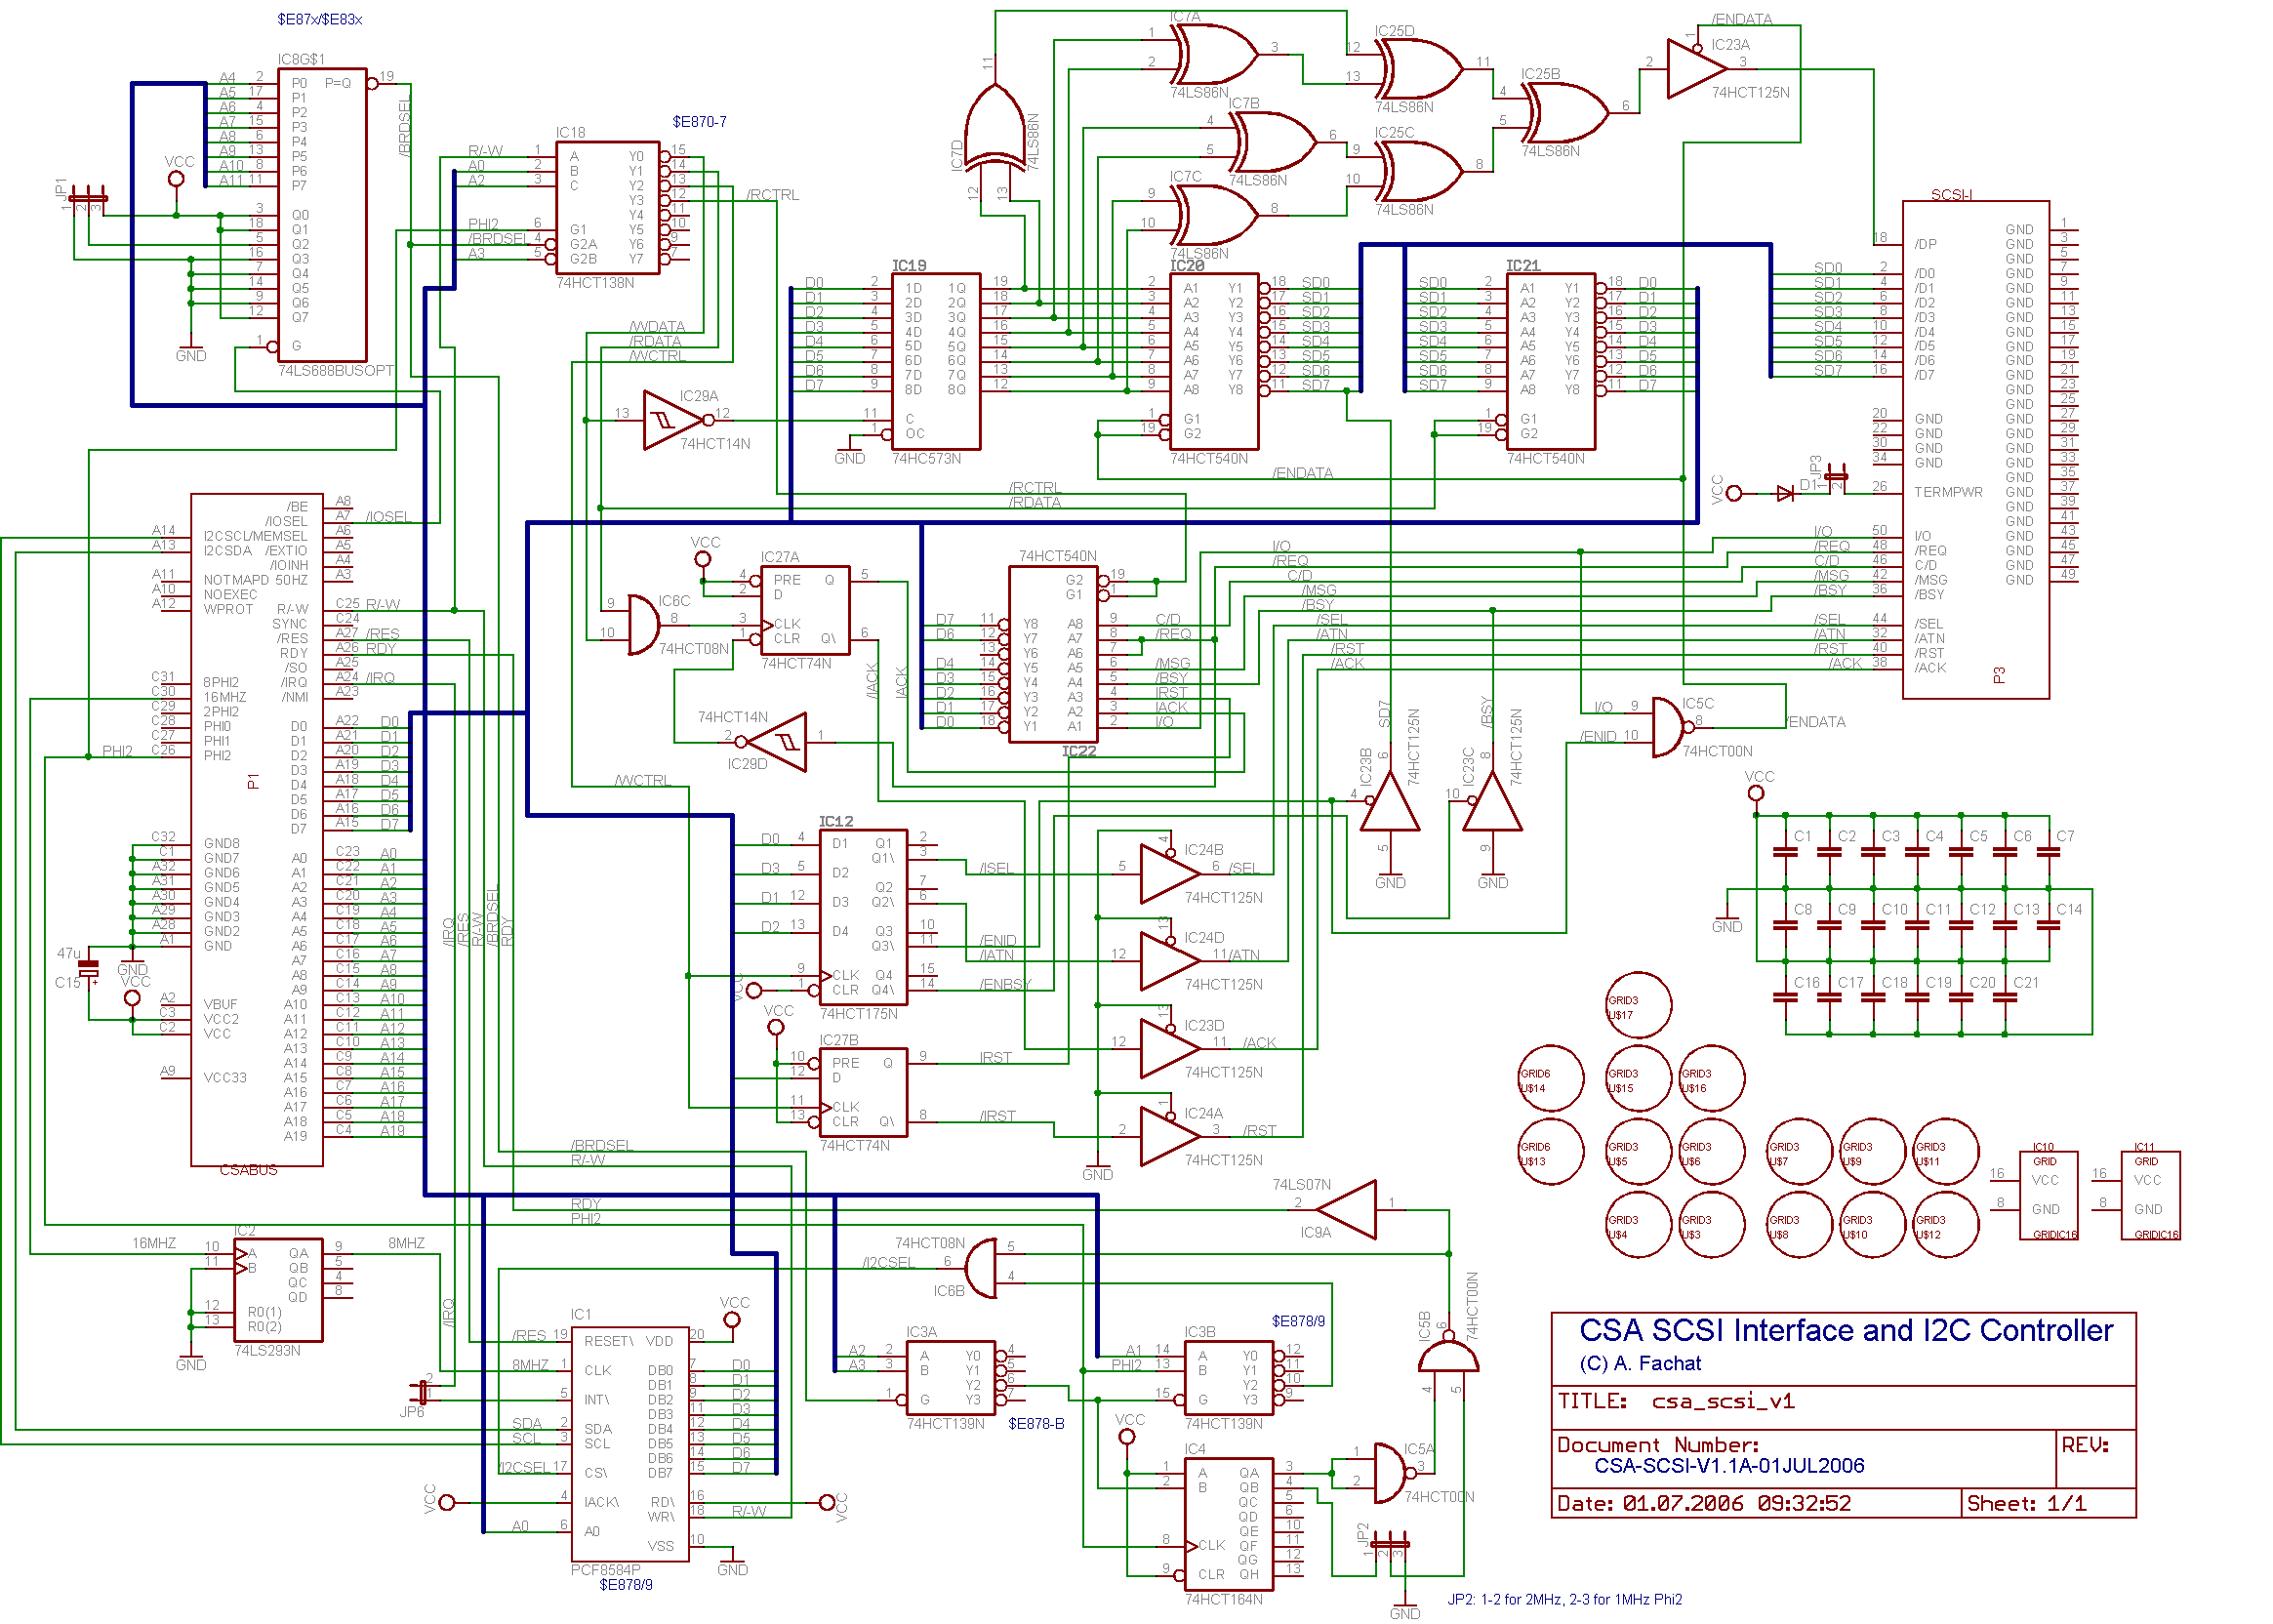 $E87x/$E83x
IC8G$1
A4 2 P0 P=Q 19
A5 17 P1
A6 4 P2
A7 15 P3
A8 6 P4
A9 13 P5
A10 8 P6
A11 11 P7
3 Q0
18 Q1
5 Q2
16 Q3
7 Q4
14 Q5
9 Q6
12 Q7
1 G
74LS688BUSOPT
VCC
JP1
1 2 3
GND
/BRDSEL
$E870-7
IC18
R/-W 1 A Y0 15
A0 2 B Y1 14
A2 3 C Y2 13
Y3 12 /RCTRL
Y4 11
PHI2 6 G1 Y5 10
/BRDSEL 4 G2A Y6 9
A3 5 G2B Y7 7
74HCT138N
/WDATA
/RDATA
/WCTRL
IC29A
13 12
74HCT14N
IC19
D0 2 1D 1Q 19
D1 3 2D 2Q 18
D2 4 3D 3Q 17
D3 5 4D 4Q 16
D4 6 5D 5Q 15
D5 7 6D 6Q 14
D6 8 7D 7Q 13
D7 9 8D 8Q 12
11 C
1 OC
GND
74HC573N
IC7D
11
12 13
74LS86N
IC7A
1
2
3
74LS86N
IC7B
4
5
6
74LS86N
IC7C
9
10
8
74LS86N
IC25D
12
13
11
74LS86N
IC25C
9
10
8
74LS86N
IC25B
4
5
6
74LS86N
/ENDATA
IC23A
1
2 3
74HCT125N
IC20
2 A1 Y1 18 SD0
3 A2 Y2 17 SD1
4 A3 Y3 16 SD2
5 A4 Y4 15 SD3
6 A5 Y5 14 SD4
7 A6 Y6 13 SD5
8 A7 Y7 12 SD6
9 A8 Y8 11 SD7
1 G1
19 G2
74HCT540N
/ENDATA
IC21
SD0 2 A1 Y1 18 D0
SD1 3 A2 Y2 17 D1
SD2 4 A3 Y3 16 D2
SD3 5 A4 Y4 15 D3
SD4 6 A5 Y5 14 D4
SD5 7 A6 Y6 13 D5
SD6 8 A7 Y7 12 D6
SD7 9 A8 Y8 11 D7
1 G1
19 G2
74HCT540N
SCSI-I
18 /DP
SD0 2 /D0
SD1 4 /D1
SD2 6 /D2
SD3 8 /D3
SD4 10 /D4
SD5 12 /D5
SD6 14 /D6
SD7 16 /D7
20 GND
22 GND
30 GND
34 GND
26 TERMPWR
I/O 50 I/O
/REQ 48 /REQ
C/D 46 C/D
/MSG 42 /MSG
/BSY 36 /BSY
/SEL 44 /SEL
/ATN 32 /ATN
/RST 40 /RST
/ACK 38 /ACK
P3
GND 1
GND 3
GND 5
GND 7
GND 9
GND 11
GND 13
GND 15
GND 17
GND 19
GND 21
GND 23
GND 25
GND 27
GND 29
GND 31
GND 33
GND 35
GND 37
GND 39
GND 41
GND 43
GND 45
GND 47
GND 49
VCC
D1
JP3
1 2
/RCTRL
/RDATA
P1
CSABUS
/BE A8
/IOSEL A7 /IOSEL
A14 I2CSCL/MEMSEL A6
A13 I2CSDA /EXTIO A5
/IOINH A4
A11 NOTMAPD 50HZ A3
A10 NOEXEC
A12 WPROT R/-W C25 R/-W
SYNC C24
/RES A27 /RES
RDY A26 RDY
/SO A25
C31 8PHI2 /IRQ A24 /IRQ
C30 16MHZ /NMI A23
C29 2PHI2
C28 PHI0 D0 A22 D0
C27 PHI1 D1 A21 D1
PHI2 C26 PHI2 D2 A20 D2
D3 A19 D3
D4 A18 D4
D5 A17 D5
D6 A16 D6
D7 A15 D7
C32 GND8
C1 GND7 A0 C23 A0
A32 GND6 A1 C22 A1
A31 GND5 A2 C21 A2
A30 GND4 A3 C20 A3
A29 GND3 A4 C19 A4
A28 GND2 A5 C18 A5
A1 GND A6 C17 A6
A7 C16 A7
A8 C15 A8
A9 C14 A9
A2 VBUF A10 C13 A10
C3 VCC2 A11 C12 A11
C2 VCC A12 C11 A12
A13 C10 A13
A14 C9 A14
A9 VCC33 A15 C8 A15
A16 C7 A16
A17 C6 A17
A18 C5 A18
A19 C4 A19
47u
C15 +
GND
VCC
/IRQ
/RES
R/-W
/BRDSEL
RDY
VCC
IC27A
4 PRE Q 5
2 D
3 CLK
1 CLR Q\ 6
74HCT74N
IC6C
9
10
8
74HCT08N
/IACK
IACK
74HCT14N
2 1
IC29D
/WCTRL
74HCT540N
G2 19
G1 1
D7 11 Y8 A8 9 C/D
D6 12 Y7 A7 8 /REQ
13 Y6 A6 7
D4 14 Y5 A5 6 /MSG
D3 15 Y4 A4 5 /BSY
D2 16 Y3 A3 4 IRST
D1 17 Y2 A2 3 IACK
D0 18 Y1 A1 2 I/O
IC22
I/O
/REQ
C/D
/MSG
/BSY
/SEL
/ATN
/RST
/ACK
SD7
IC23B
6
4
5
74HCT125N
GND
/BSY
IC23C
8
10
9
74HCT125N
GND
I/O 9
/ENID 10
IC5C
8
/ENDATA
74HCT00N
IC12
D0 4 D1 Q1 2
Q1\ 3 /ISEL
D3 5 D2 Q2 7
D1 12 D3 Q2\ 6
D2 13 D4 Q3 10
Q3\ 11 /ENID
/IATN
9 CLK Q4 15
1 CLR Q4\ 14 /ENBSY
VCC
74HCT175N
VCC
IC27B
10 PRE Q 9 IRST
12 D
11 CLK
13 CLR Q\ 8 /IRST
74HCT74N
IC24B
4
5 6 /SEL
74HCT125N
IC24D
13
12 11 /ATN
74HCT125N
IC23D
13
12 11 /ACK
74HCT125N
IC24A
1
2 3 /RST
74HCT125N
GND
VCC
C1 C2 C3 C4 C5 C6 C7
C8 C9 C10 C11 C12 C13 C14
GND
C16 C17 C18 C19 C20 C21
GRID3 U$17
GRID6 U$14
GRID3 U$15
GRID3 U$16
GRID6 U$13
GRID3 U$5
GRID3 U$6
GRID3 U$7
GRID3 U$9
GRID3 U$11
GRID3 U$4
GRID3 U$3
GRID3 U$8
GRID3 U$10
GRID3 U$12
IC10
GRID
16 VCC
8 GND
GRIDIC16
IC11
GRID
16 VCC
8 GND
GRIDIC16
/BRDSEL
R/-W
RDY
PHI2
74LS07N
2 1
IC9A
IC2
16MHZ 10 A QA 9 8MHZ
11 B QB 5
QC 4
QD 8
12 R0(1)
13 R0(2)
74LS293N
GND
/IRQ
JP6
2
1
74HCT08N
/I2CSEL 6
5
4
IC6B
IC1
/RES 19 RESET\ VDD 20
8MHZ 1 CLK DB0 7 D0
DB1 8 D1
5 INT\ DB2 9 D2
DB3 11 D3
SDA 2 SDA DB4 12 D4
SCL 3 SCL DB5 13 D5
DB6 14 D6
/I2CSEL 17 CS\ DB7 15 D7
VCC 4 IACK\ RD\ 16 VCC
WR\ 18 R/-W
A0 6 A0
VSS 10
GND
VCC
PCF8584P
$E878/9
IC3A
A2 2 A Y0 4
A3 3 B Y1 5
Y2 6
1 G Y3 7
74HCT139N
$E878-B
$E878/9
IC3B
A1 14 A Y0 12
PHI2 13 B Y1 11
Y2 10
15 G Y3 9
74HCT139N
VCC
IC4
1 A QA 3
2 B QB 4
QC 5
QD 6
QE 10
8 CLK QF 11
QG 12
9 CLR QH 13
74HCT164N
IC5B
6
4 5
74HCT00N
IC5A
1
2
3
74HCT00N
JP2
1 2 3
GND
JP2: 1-2 for 2MHz, 2-3 for 1MHz Phi2
CSA SCSI Interface and I2C Controller
(C) A. Fachat
TITLE: csa_scsi_v1
Document Number:
REV:
CSA-SCSI-V1.1A-01JUL2006
Date: 01.07.2006 09:32:52
Sheet: 1/1